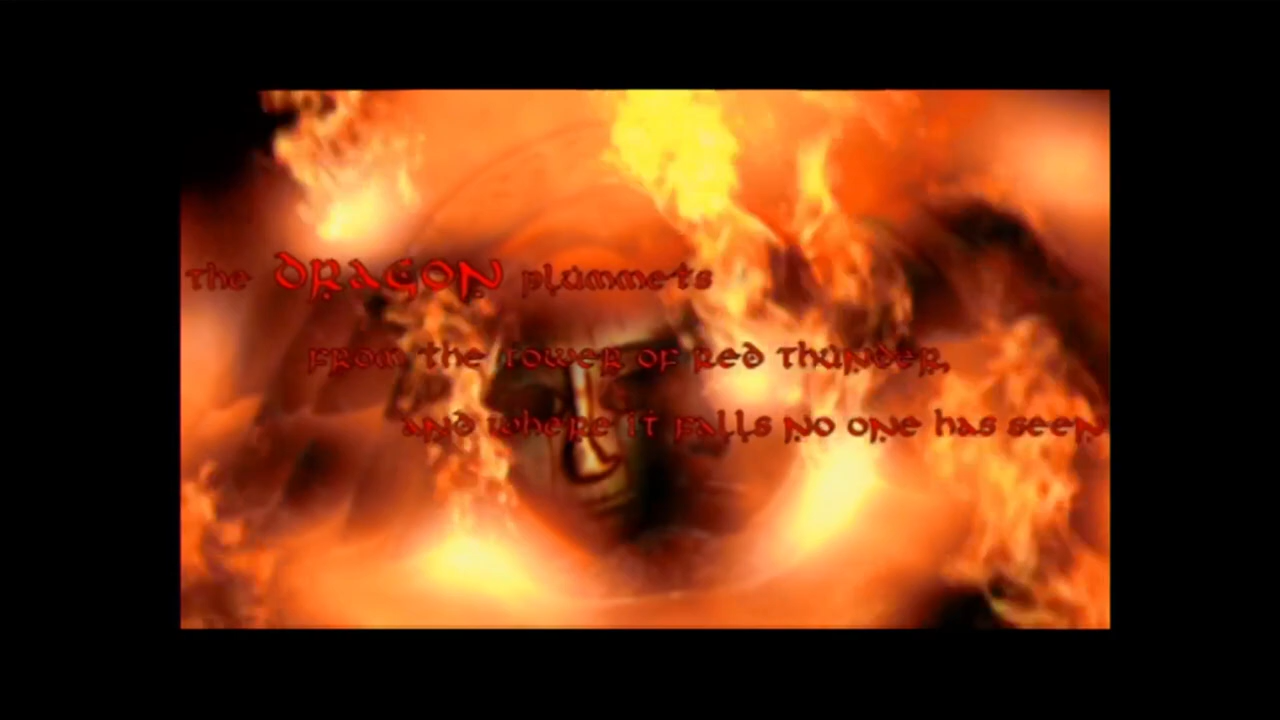 The DRAGON plummets
From the Tower of Red Thunder,
and where it falls no one has seen